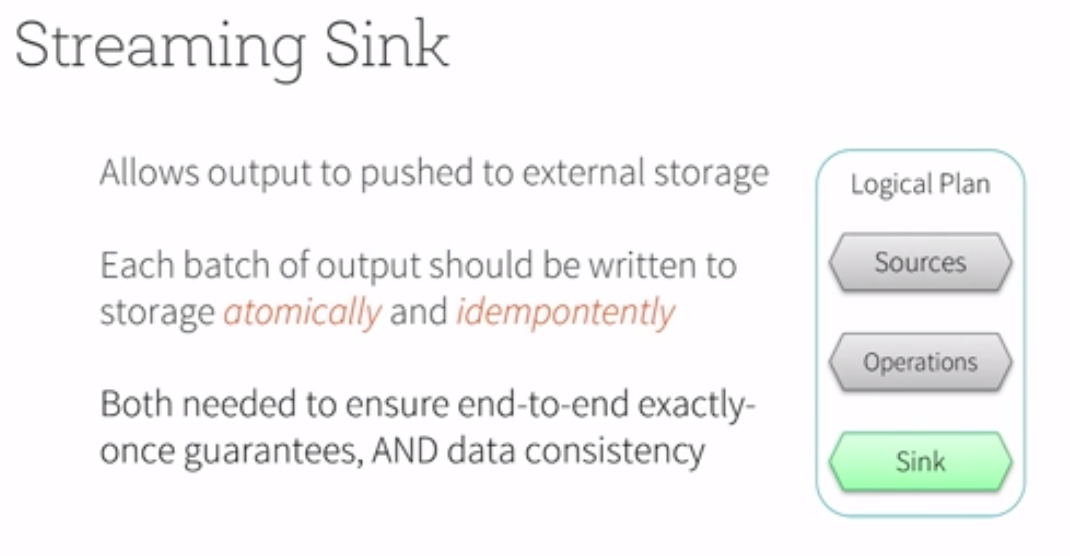 Streaming Sink
Allows output to pushed to external storage
Each batch of output should be written to
storage atomically and idempontently
Both needed to ensure end-to-end exactly-
once guarantees, AND data consistency
Logical Plan
Sources
Operations
Sink